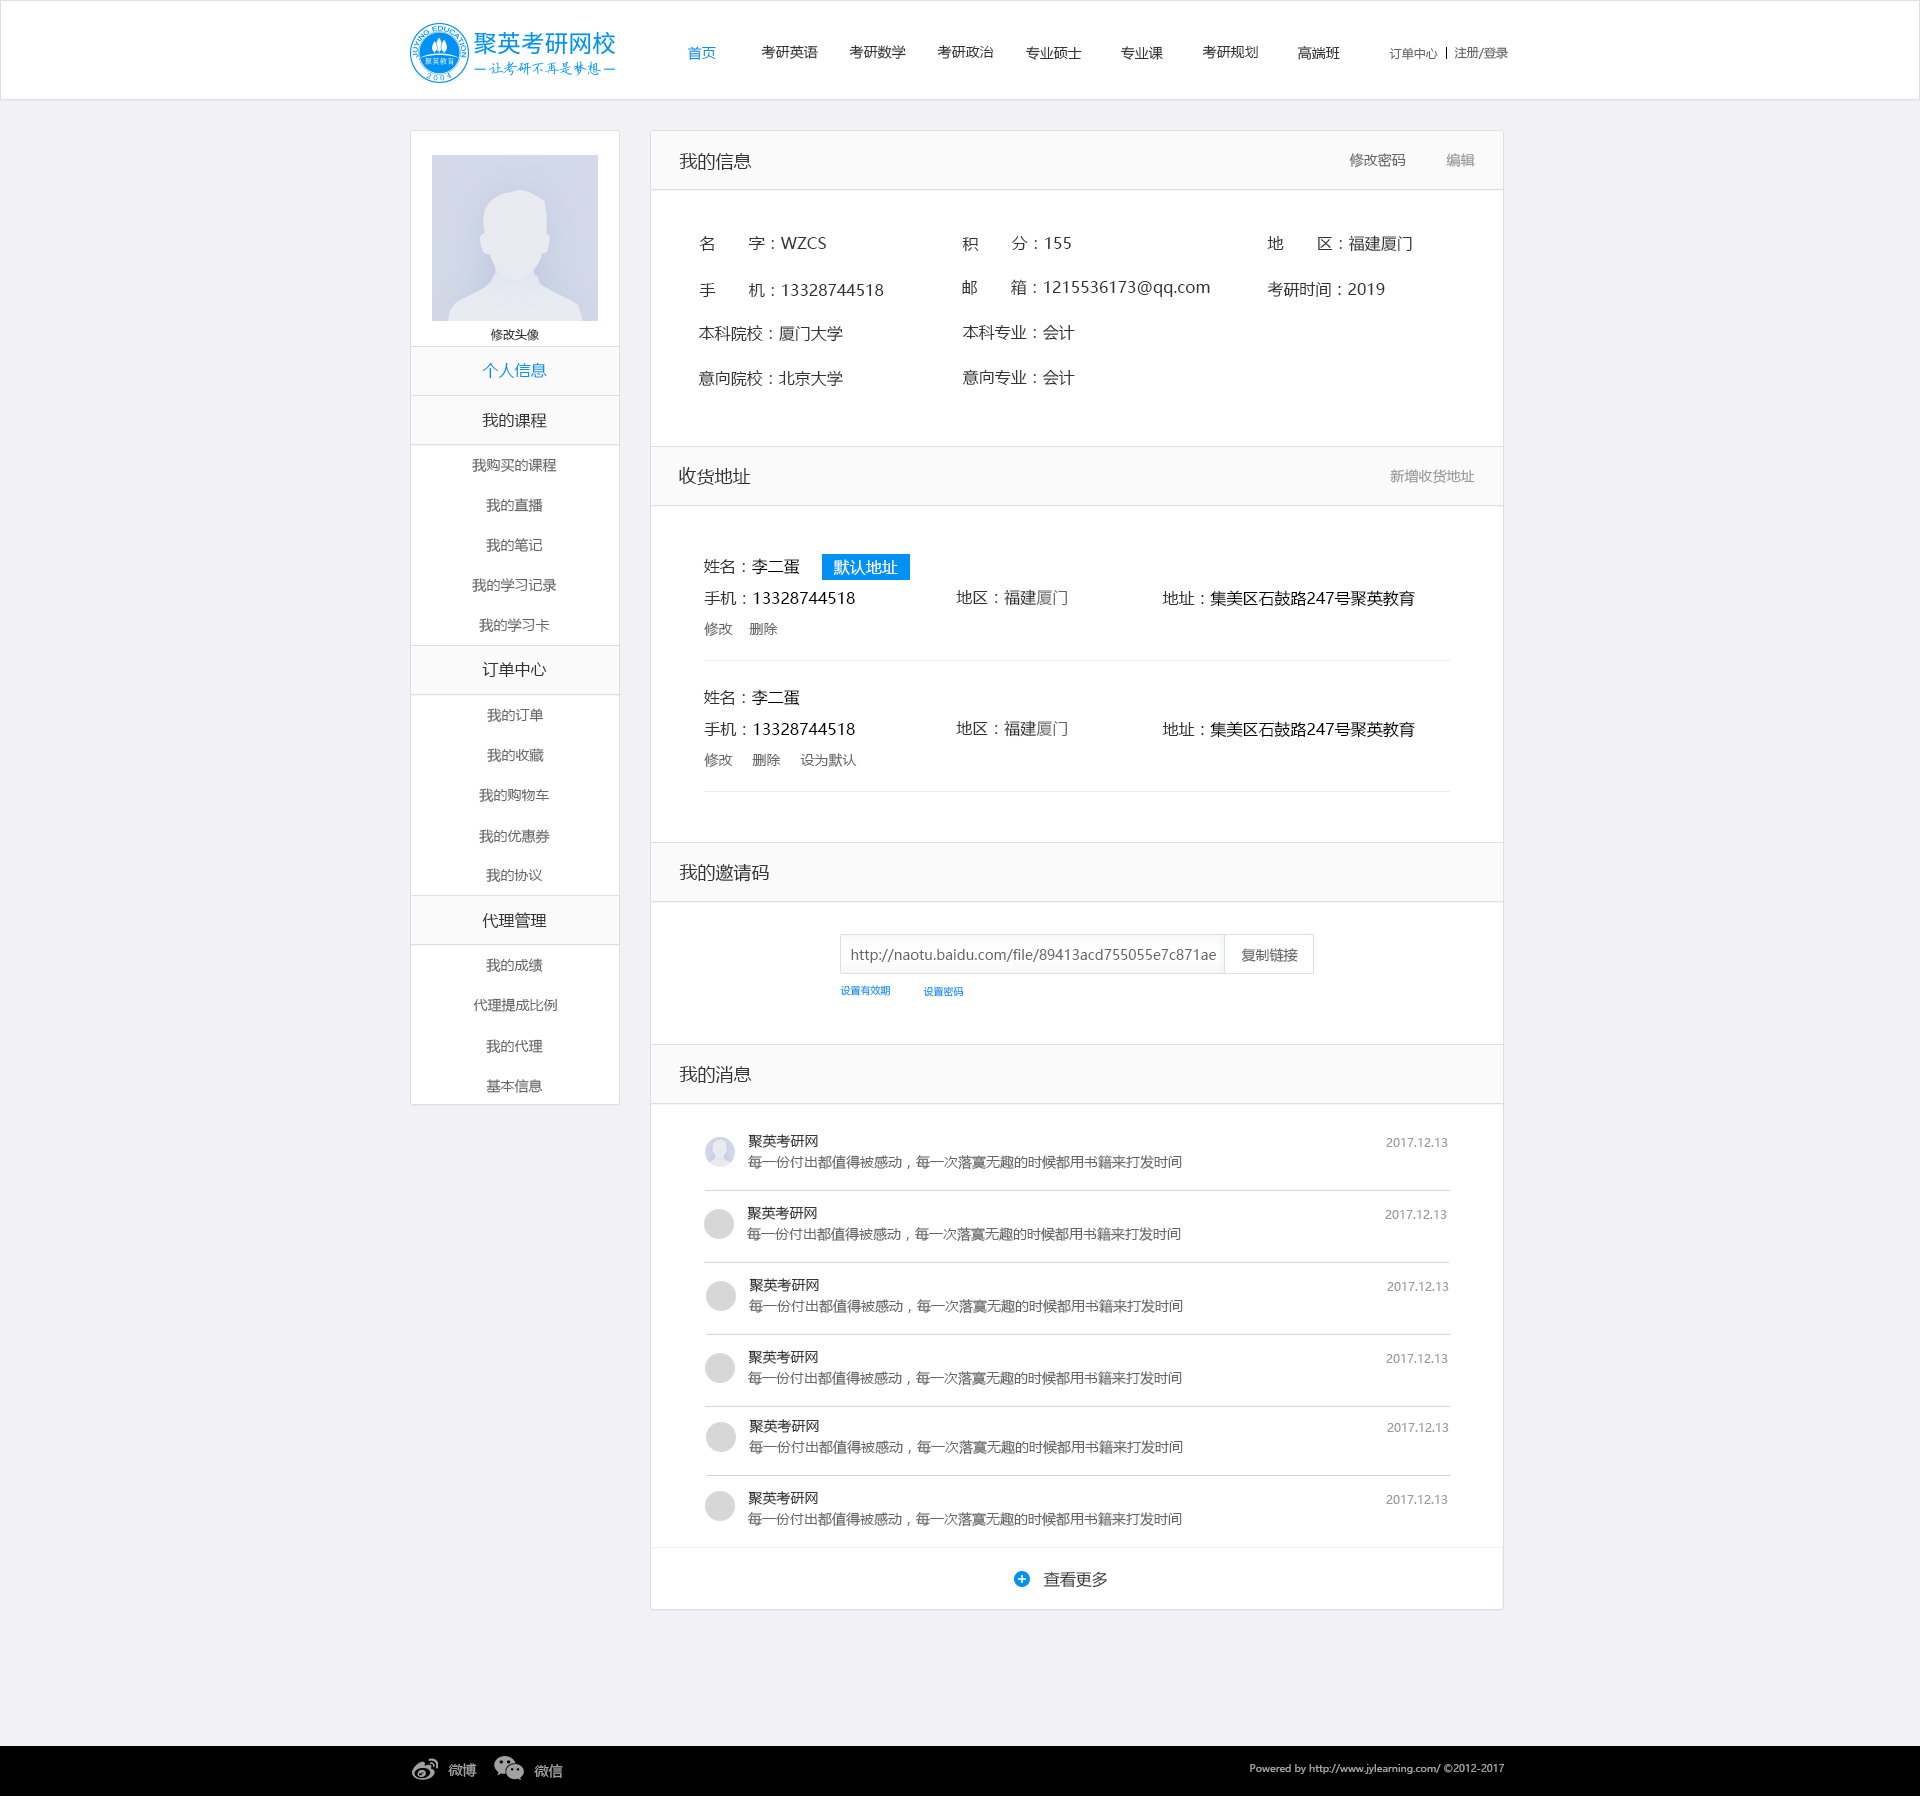 JUYING EDUCATION
聚英教育
2004
聚英考研网校
一让考研不再是梦想一
首页 考研英语 考研数学 考研政治 专业硕士 专业课 考研规划 高端班 订单中心 | 注册/登录
修改头像
个人信息
我的课程
我购买的课程
我的直播
我的笔记
我的学习记录
我的学习卡
订单中心
我的订单
我的收藏
我的购物车
我的优惠券
我的协议
代理管理
我的成绩
代理提成比例
我的代理
基本信息
我的信息 修改密码 编辑
名 字：WZCS 积 分：155 地 区：福建厦门
手 机：13328744518 邮 箱：1215536173@qq.com 考研时间：2019
本科院校：厦门大学 本科专业：会计
意向院校：北京大学 意向专业：会计
收货地址 新增收货地址
姓名：李二蛋 默认地址
手机：13328744518 地区：福建厦门 地址：集美区石鼓路247号聚英教育
修改 删除
姓名：李二蛋
手机：13328744518 地区：福建厦门 地址：集美区石鼓路247号聚英教育
修改 删除 设为默认
我的邀请码
http://naotu.baidu.com/file/89413acd755055e7c871ae 复制链接
设置有效期 设置密码
我的消息
聚英考研网 2017.12.13
每一份付出都值得被感动，每一次落寞无趣的时候都用书籍来打发时间
聚英考研网 2017.12.13
每一份付出都值得被感动，每一次落寞无趣的时候都用书籍来打发时间
聚英考研网 2017.12.13
每一份付出都值得被感动，每一次落寞无趣的时候都用书籍来打发时间
聚英考研网 2017.12.13
每一份付出都值得被感动，每一次落寞无趣的时候都用书籍来打发时间
聚英考研网 2017.12.13
每一份付出都值得被感动，每一次落寞无趣的时候都用书籍来打发时间
聚英考研网 2017.12.13
每一份付出都值得被感动，每一次落寞无趣的时候都用书籍来打发时间
查看更多
微博 微信 Powered by http://www.jylearning.com/ ©2012-2017